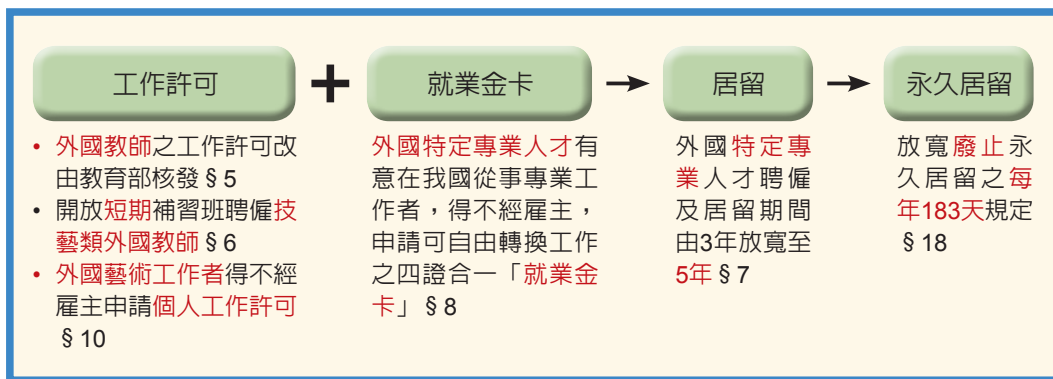 工作許可
+
就業金卡
→
居留
→
永久居留
• 外國教師之工作許可改
由教育部核發§5
• 開放短期補習班聘僱技
藝類外國教師§6
• 外國藝術工作者得不經
雇主申請個人工作許可
§10
外國特定專業人才有
意在我國從事專業工
作者，得不經雇主，
申請可自由轉換工作
之四證合一「就業金
卡」§8
外國特定專
業人才聘僱
及居留期間
由3年放寬至
5年§7
放寬廢止永
久居留之每
年183天規定
§18